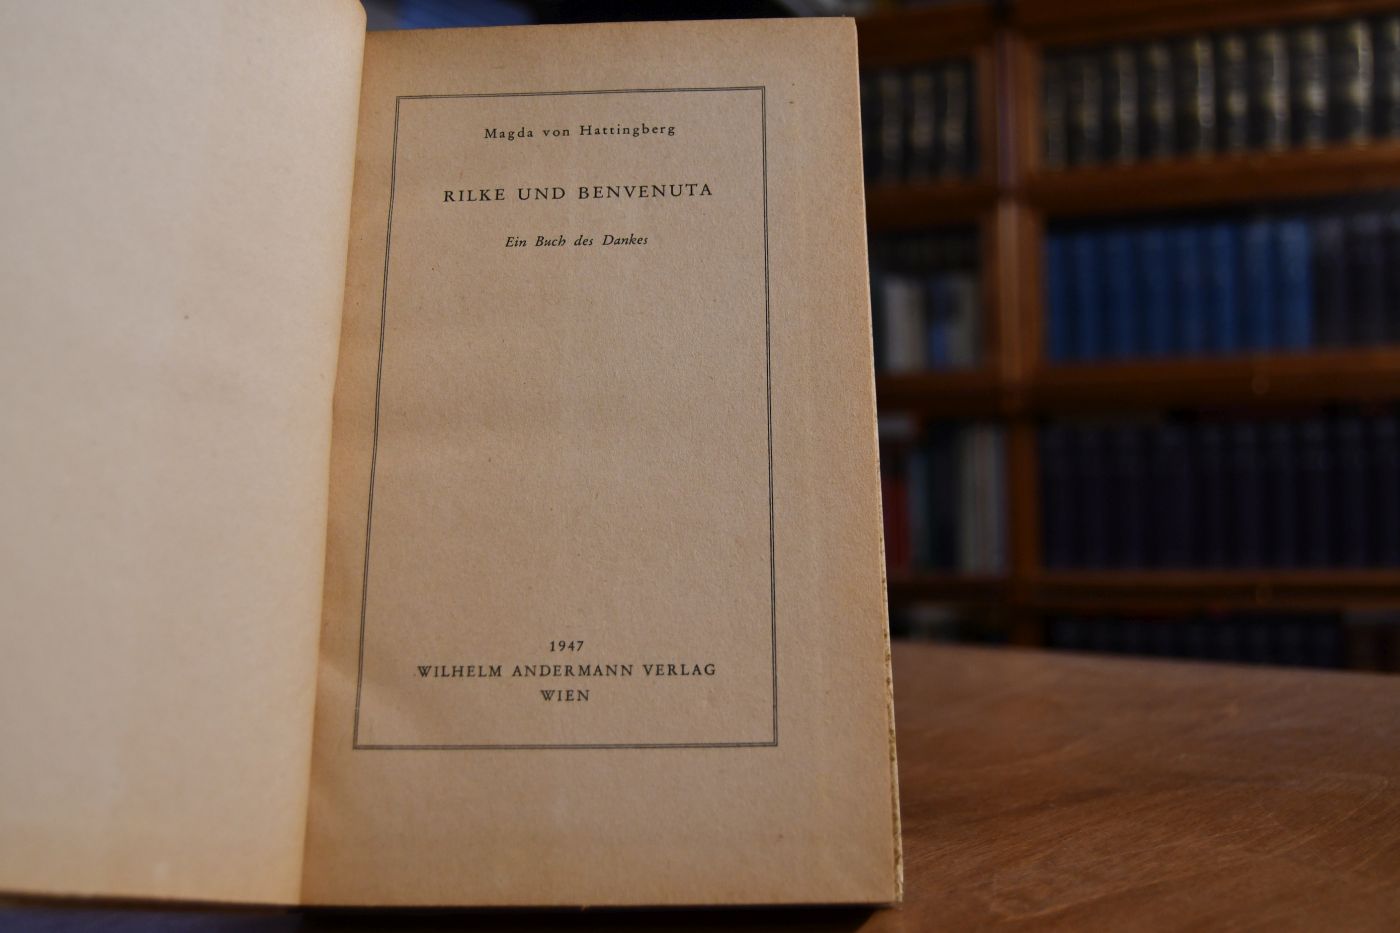 Magda von Hattingberg
RILKE UND BENVENUTA
Ein Buch des Dankes
1947
WILHELM ANDERMANN VERLAG
WIEN